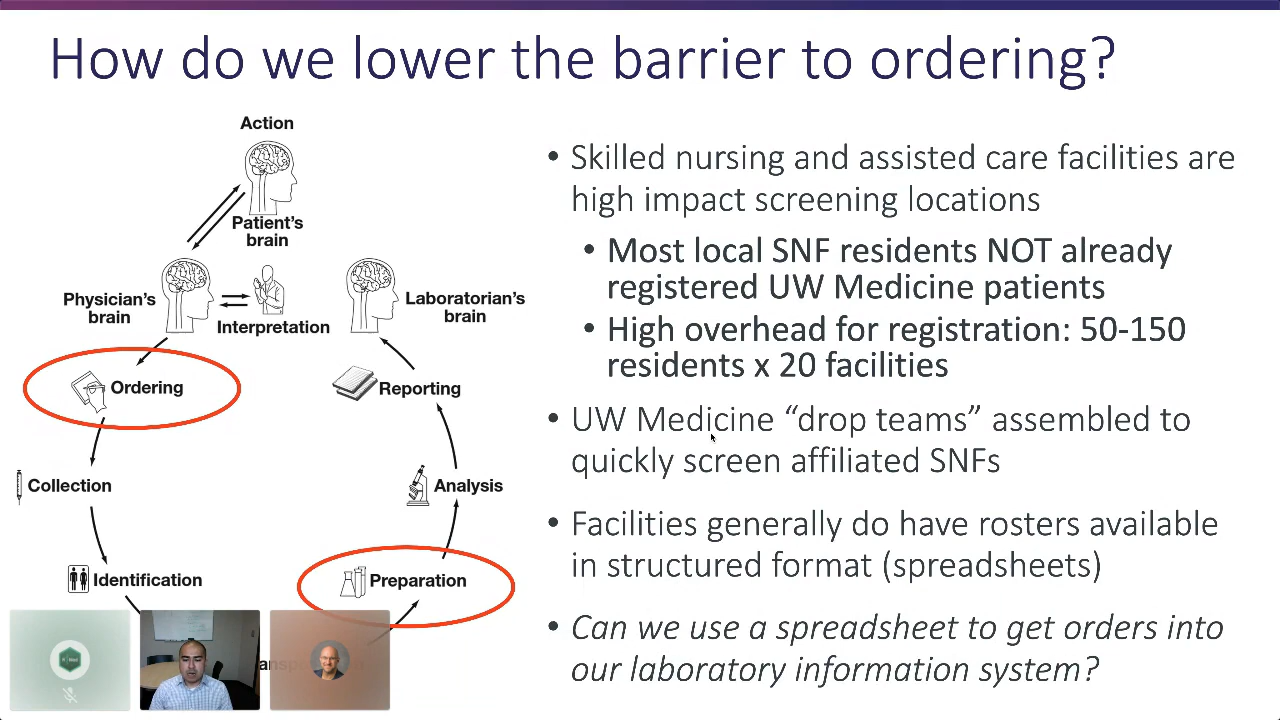 How do we lower the barrier to ordering?
Action
Patient's
brain
Physician's
brain
Interpretation
Laboratorian's
brain
Ordering
Reporting
Collection
Analysis
Identification
Preparation
• Skilled nursing and assisted care facilities are
high impact screening locations
• Most local SNF residents NOT already
registered UW Medicine patients
• High overhead for registration: 50-150
residents x 20 facilities
• UW Medicine “drop teams” assembled to
quickly screen affiliated SNFs
• Facilities generally do have rosters available
in structured format (spreadsheets)
• Can we use a spreadsheet to get orders into
our laboratory information system?